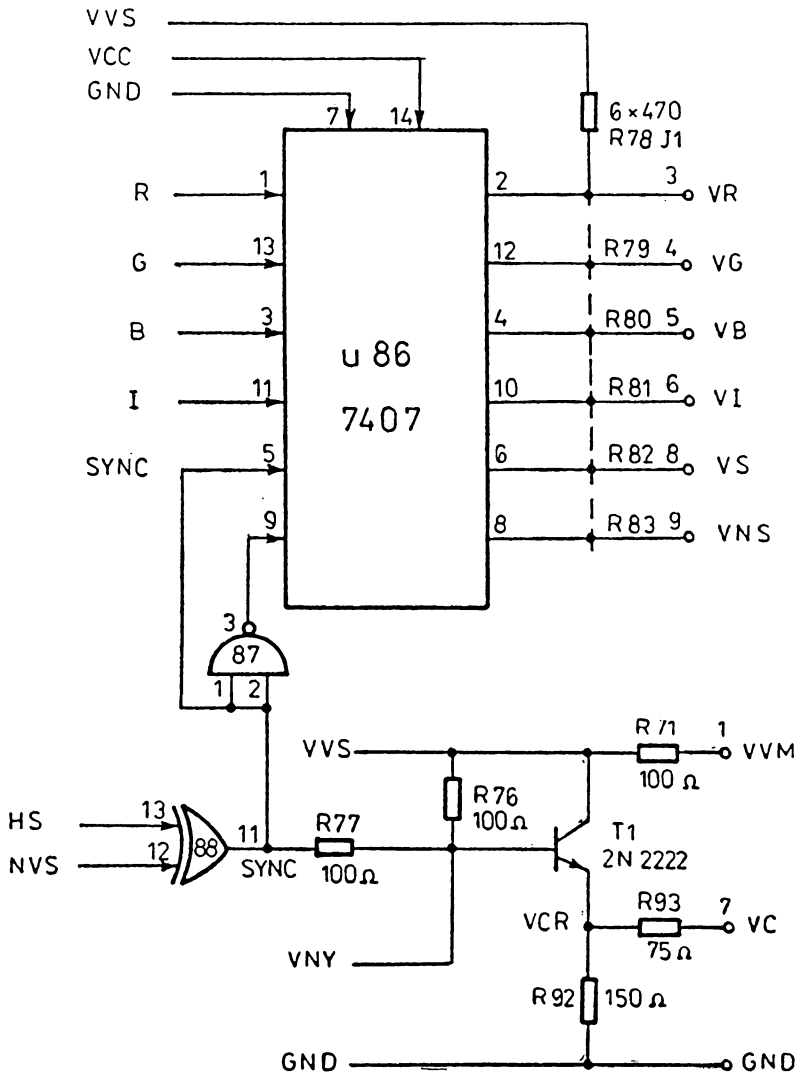 VVS
VCC
GND
6×470
R78 J1
7 14
R 1 2 3 VR
G 13 12 R79 4 VG
B 3 4 R80 5 VB
u 86
I 11 10 R81 6 VI
7407
SYNC 5 6 R82 8 VS
9 8 R83 9 VNS
3
87
1 2
VVS R71 1 VVM
100 Ω
R76
100Ω
HS 13 11 R77 T1
88
NVS 12 SYNC 100Ω 2N 2222
R93 7
VCR VC
75 Ω
VNY
R92 150 Ω
GND GND